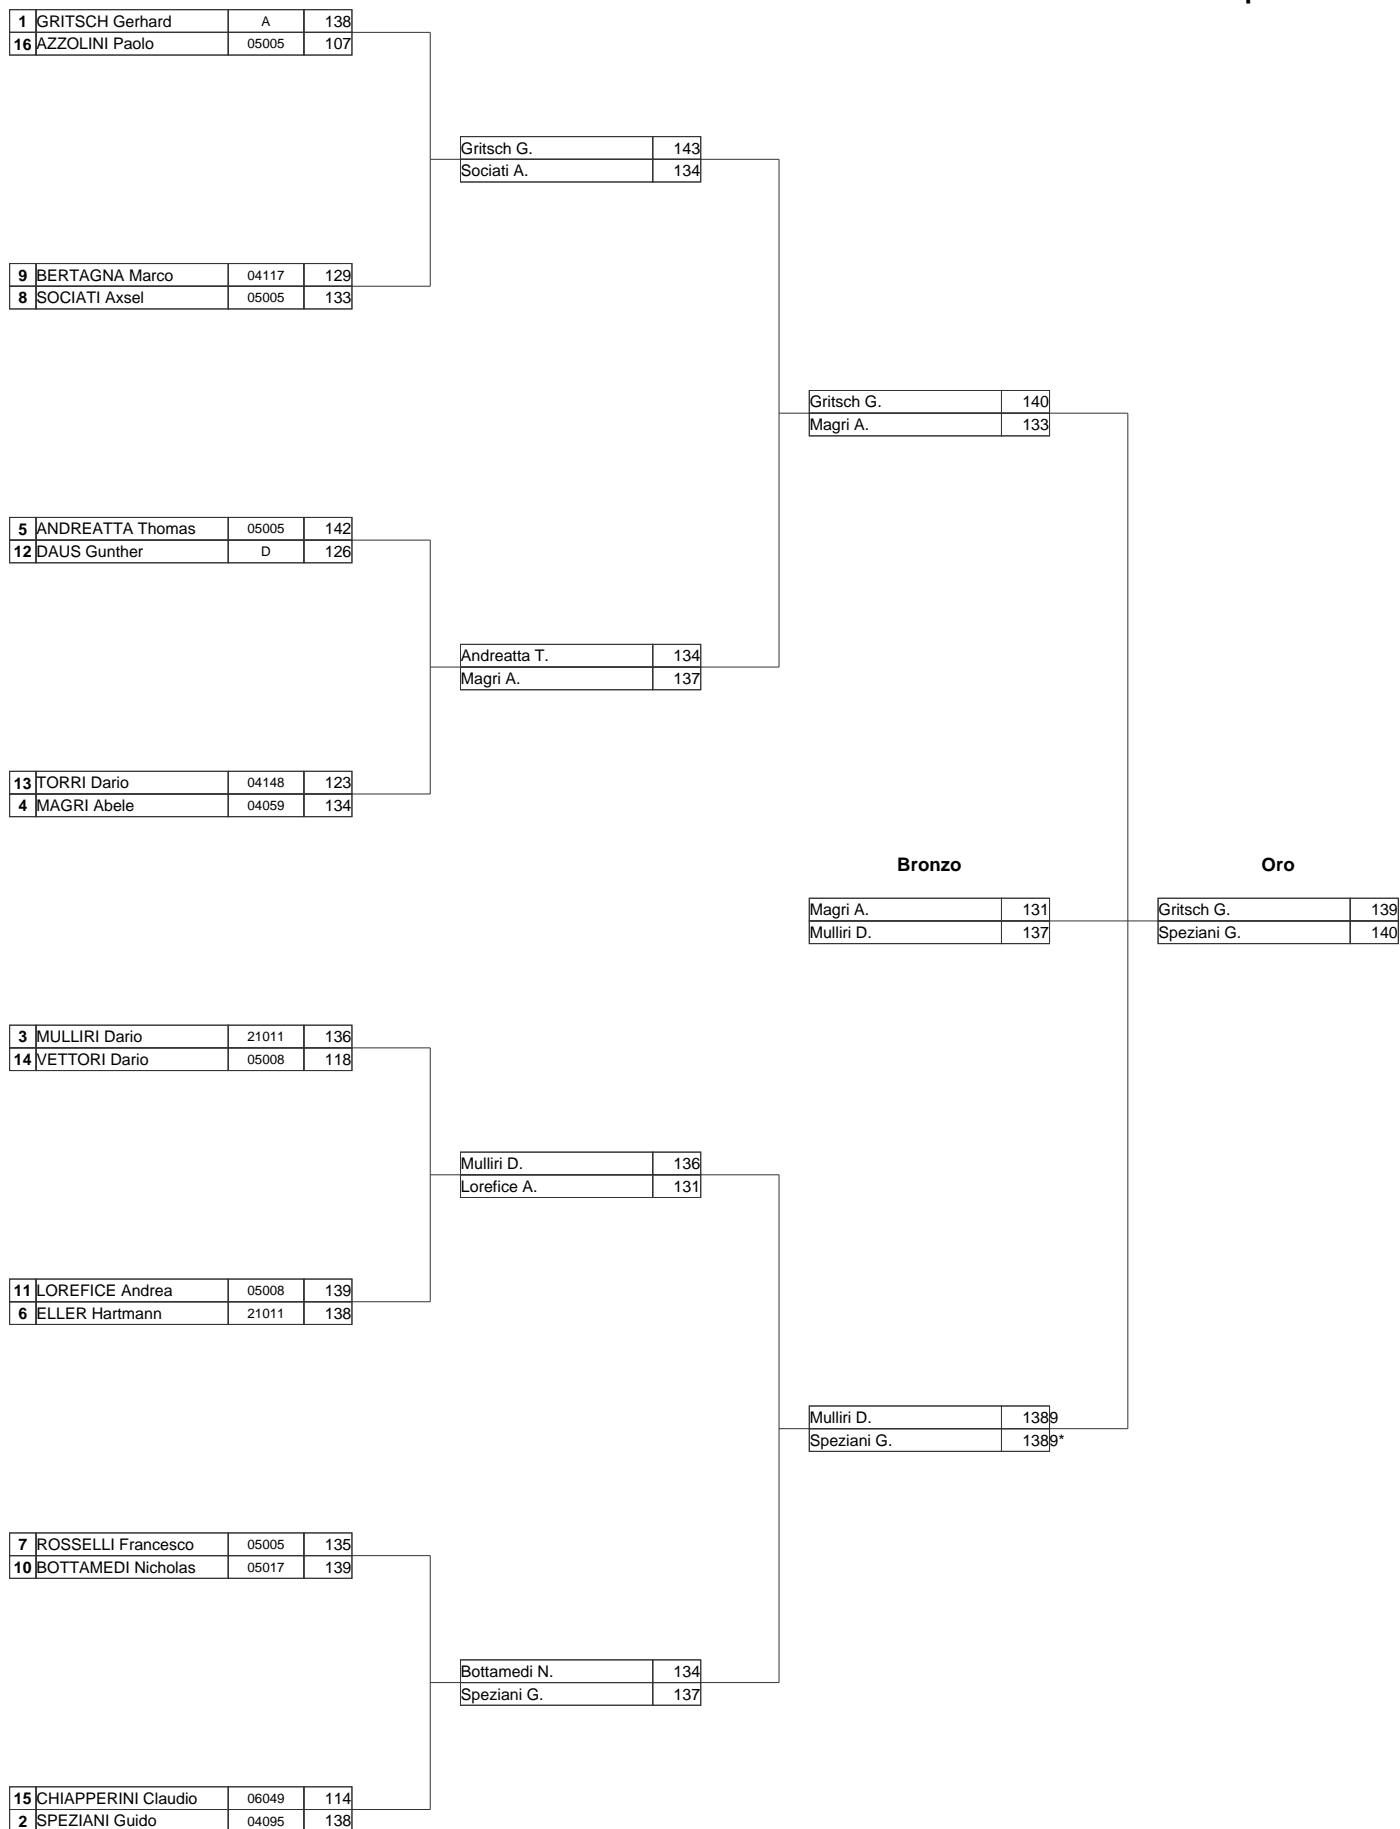 1 GRITSCH Gerhard A 138
16 AZZOLINI Paolo 05005 107
Gritsch G. 143
Sociati A. 134
9 BERTAGNA Marco 04117 129
8 SOCIATI Axsel 05005 133
Gritsch G. 140
Magri A. 133
5 ANDREATTA Thomas 05005 142
12 DAUS Gunther D 126
Andreatta T. 134
Magri A. 137
13 TORRI Dario 04148 123
4 MAGRI Abele 04059 134
Bronzo Oro
Magri A. 131 Gritsch G. 139
Mulliri D. 137 Speziani G. 140
3 MULLIRI Dario 21011 136
14 VETTORI Dario 05008 118
Mulliri D. 136
Lorefice A. 131
11 LOREFICE Andrea 05008 139
6 ELLER Hartmann 21011 138
Mulliri D. 1389
Speziani G. 1389*
7 ROSSELLI Francesco 05005 135
10 BOTTAMEDI Nicholas 05017 139
Bottamedi N. 134
Speziani G. 137
15 CHIAPPERINI Claudio 06049 114
2 SPEZIANI Guido 04095 138